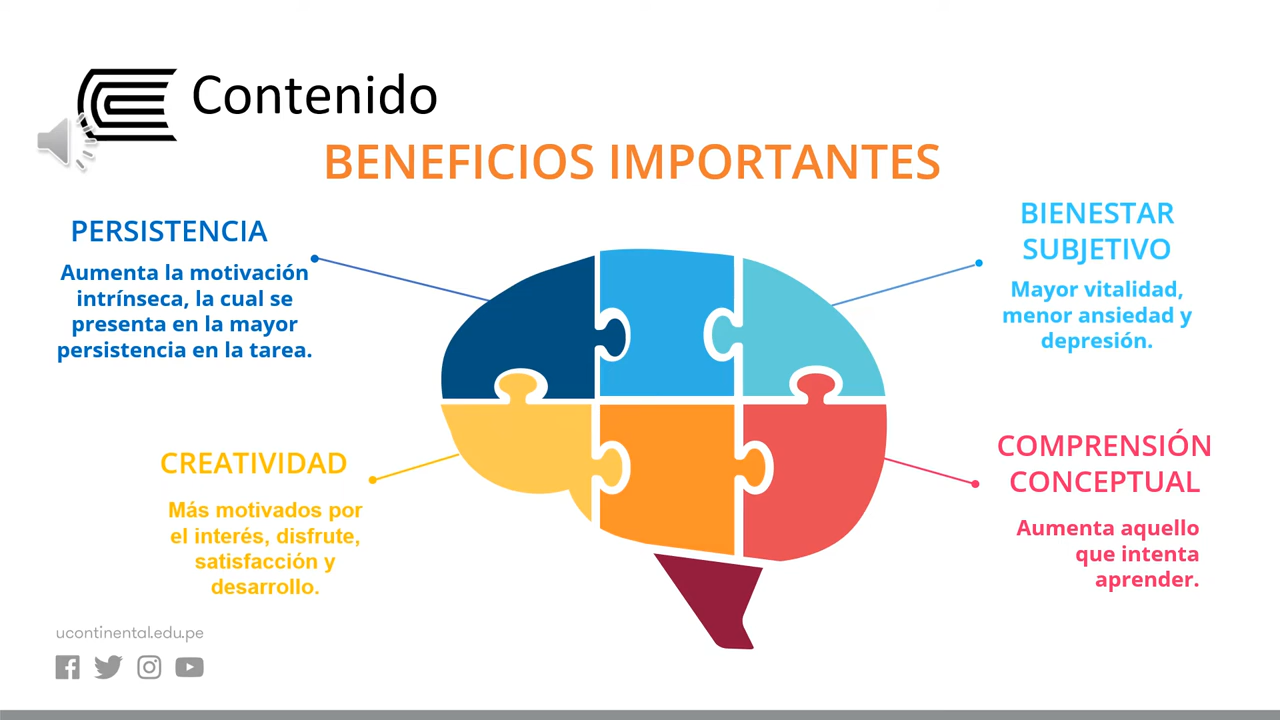 Contenido
BENEFICIOS IMPORTANTES
PERSISTENCIA
Aumenta la motivación
intrínseca, la cual se
presenta en la mayor
persistencia en la tarea.
BIENESTAR
SUBJETIVO
Mayor vitalidad,
menor ansiedad y
depresión.
CREATIVIDAD
Más motivados por
el interés, disfrute,
satisfacción y
desarrollo.
COMPRENSIÓN
CONCEPTUAL
Aumenta aquello
que intenta
aprender.
ucontinental.edu.pe